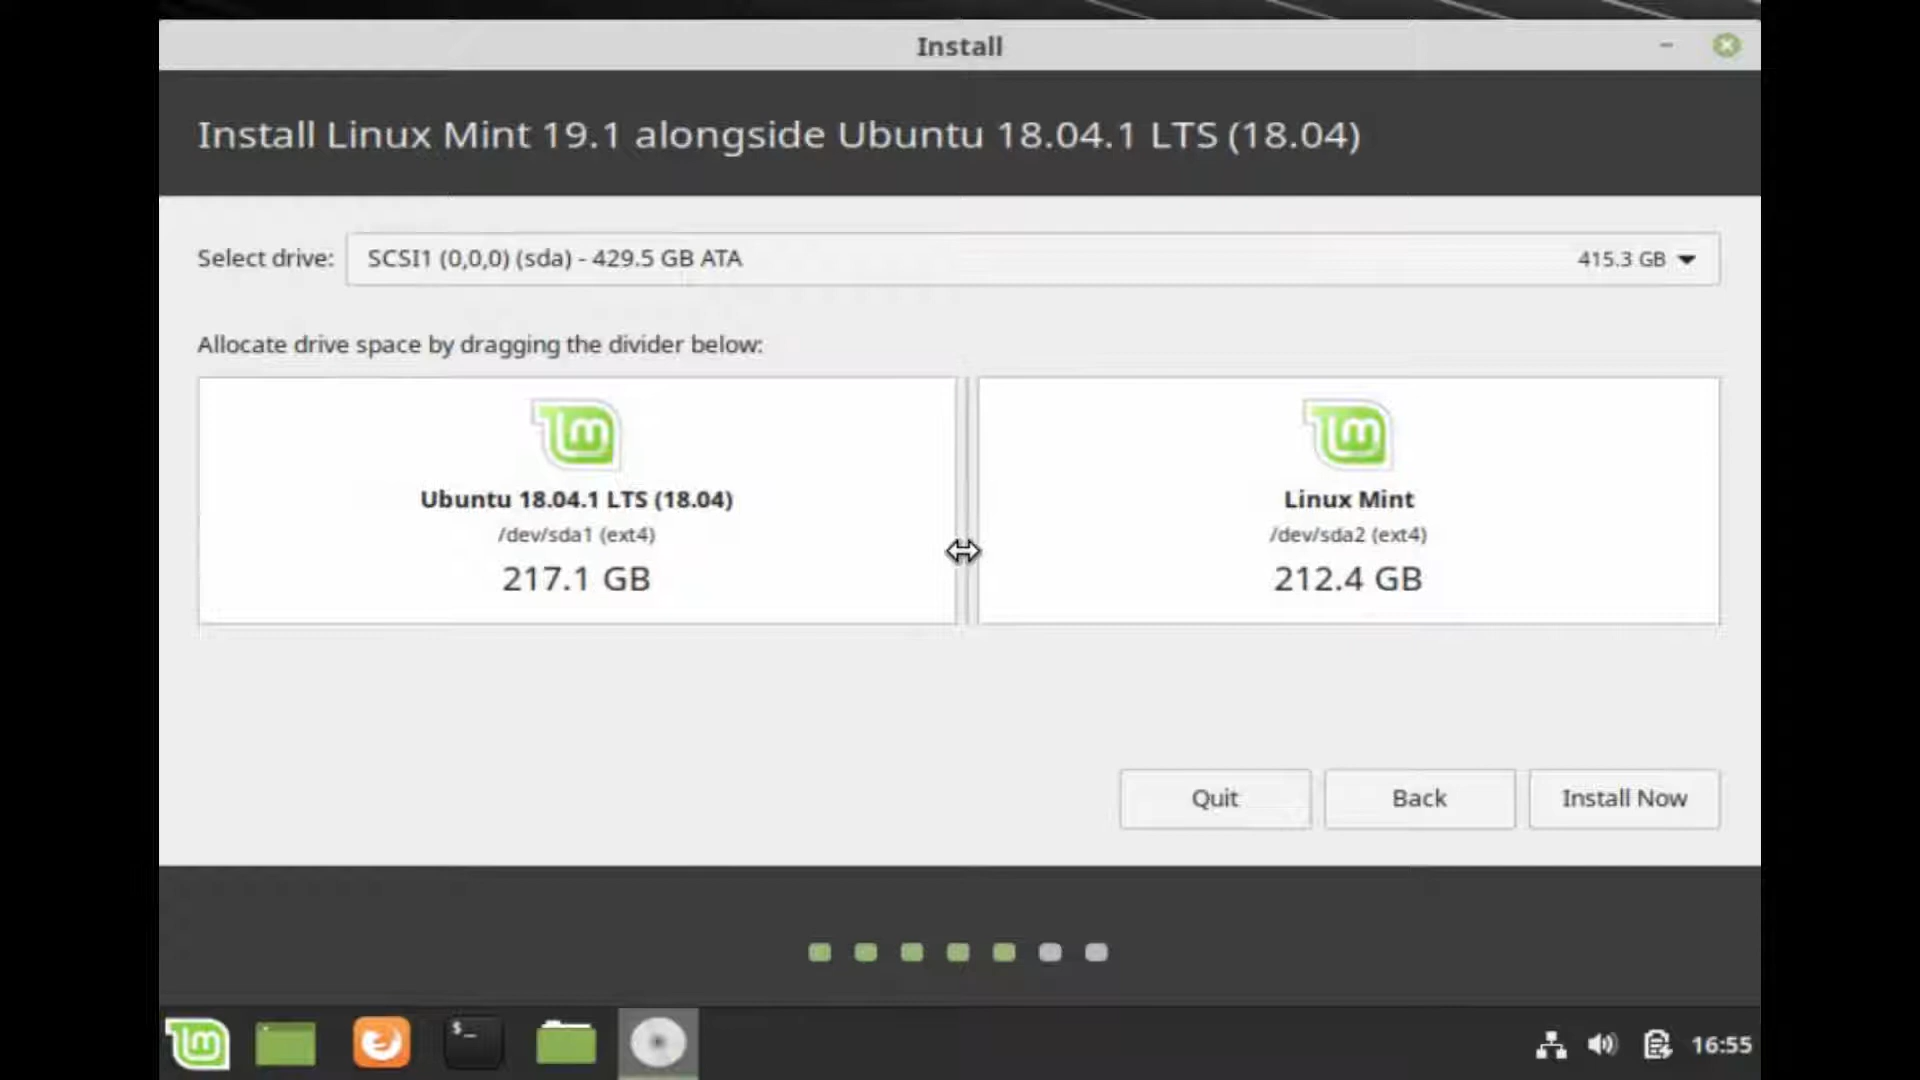 Install
Install Linux Mint 19.1 alongside Ubuntu 18.04.1 LTS (18.04)
Select drive: SCSI1 (0,0,0) (sda) - 429.5 GB ATA 415.3 GB
Allocate drive space by dragging the divider below:
Ubuntu 18.04.1 LTS (18.04)
/dev/sda1 (ext4)
217.1 GB
Linux Mint
/dev/sda2 (ext4)
212.4 GB
Quit Back Install Now
$_
16:55